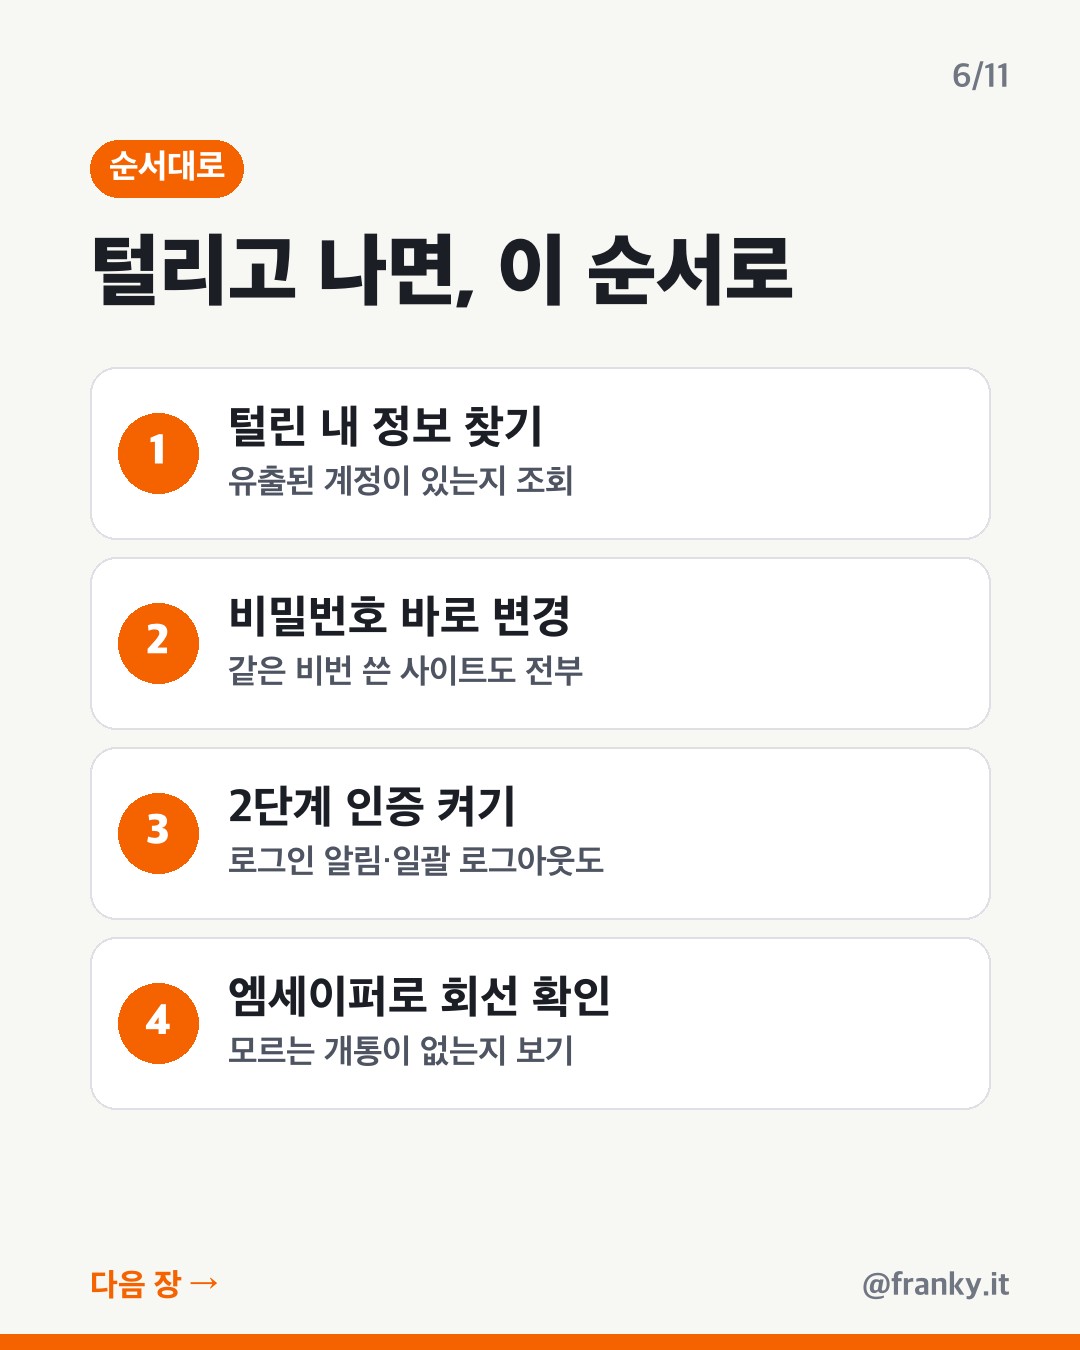 6/11
순서대로
털리고 나면, 이 순서로
1
털린 내 정보 찾기
유출된 계정이 있는지 조회
2
비밀번호 바로 변경
같은 비번 쓴 사이트도 전부
3
2단계 인증 켜기
로그인 알림·일괄 로그아웃도
4
엠세이퍼로 회선 확인
모르는 개통이 없는지 보기
다음 장 →
@franky.it